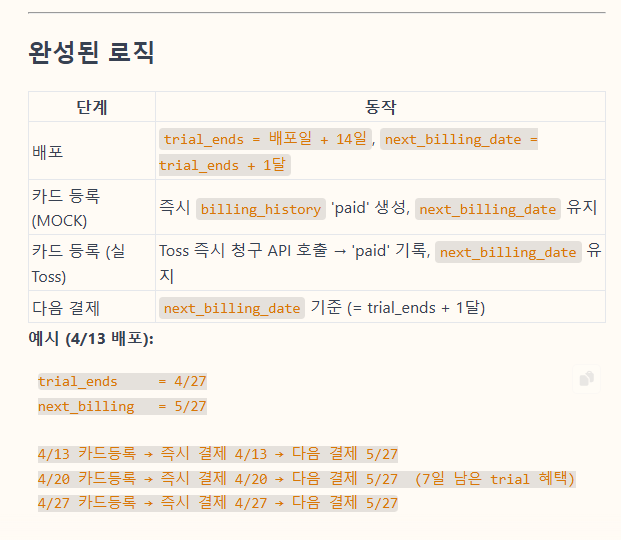 완성된 로직
단계 동작
배포 trial_ends = 배포일 + 14일, next_billing_date =
trial_ends + 1달
카드 등록
(MOCK)
즉시 billing_history 'paid' 생성, next_billing_date 유지
카드 등록 (실
Toss)
Toss 즉시 청구 API 호출 → 'paid' 기록, next_billing_date 유
지
다음 결제 next_billing_date 기준 (= trial_ends + 1달)
예시 (4/13 배포):
trial_ends = 4/27
next_billing = 5/27
4/13 카드등록 → 즉시 결제 4/13 → 다음 결제 5/27
4/20 카드등록 → 즉시 결제 4/20 → 다음 결제 5/27 (7일 남은 trial 혜택)
4/27 카드등록 → 즉시 결제 4/27 → 다음 결제 5/27